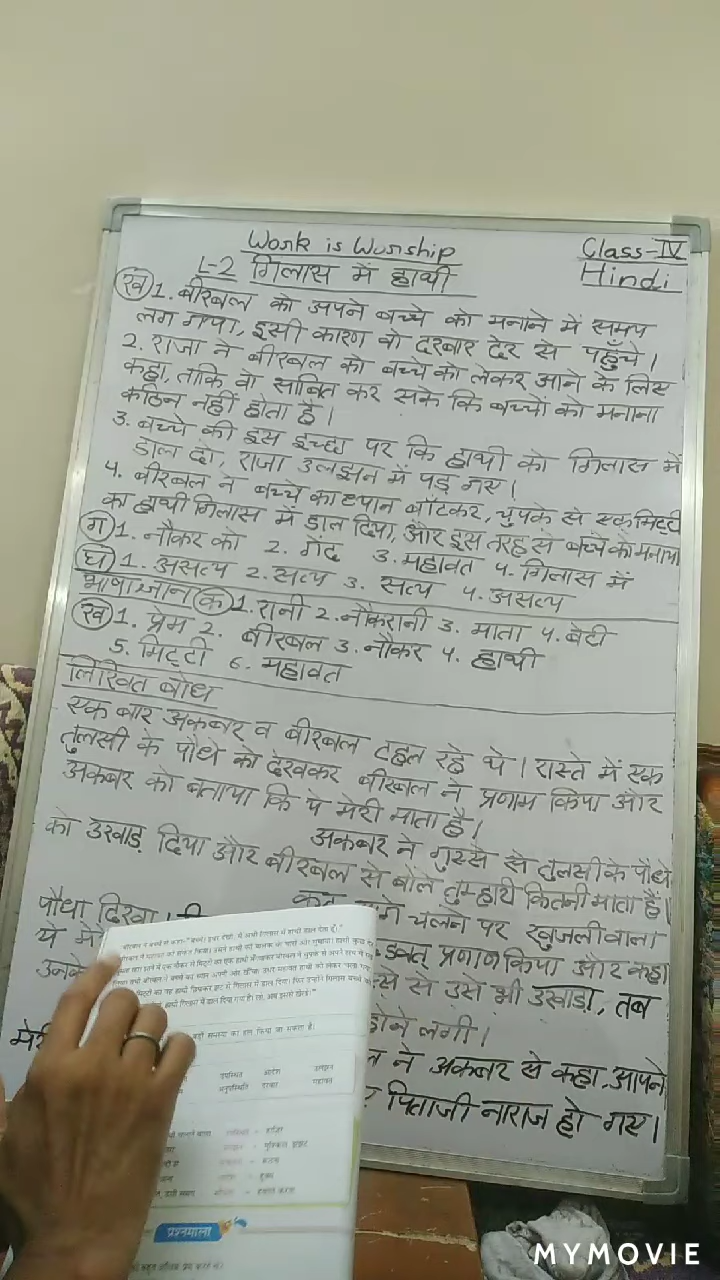 Work is Worship
Class-IV
L-2 गिलास में हाथी
Hindi
(ख) 1. बीरबल को अपने बच्चे को मनाने में समय
लग गया, इसी कारण वो दरबार देर से पहुँचे।
2. राजा ने बीरबल को बच्चे को लेकर आने के लिए
कहा, ताकि वो साबित कर सके कि बच्चों को मनाना
कठिन नहीं होता है।
3. बच्चे की इस इच्छा पर कि हाथी को गिलास में
डाल दो, राजा उलझन में पड़ गए।
4. बीरबल ने बच्चे का ध्यान बाँटकर, चुपके से एक मिट्टी
का हाथी गिलास में डाल दिया, और इस तरह से बच्चे को मनाया
(ग) 1. नौकर को 2. गेंद 3. महावत 4. गिलास में
(घ) 1. असत्य 2. सत्य 3. सत्य 4. असत्य
भाषाज्ञान (क) 1. रानी 2. नौकरानी 3. माता 4. बेटी
(ख) 1. प्रेम 2. बीरबल 3. नौकर 4. हाथी
5. मिट्टी 6. महावत
लिखित बोध
एक बार अकबर व बीरबल टहल रहे थे। रास्ते में एक
तुलसी के पौधे को देखकर बीरबल ने प्रणाम किया और
अकबर को बताया कि ये मेरी माता है।
अकबर ने गुस्से से तुलसी के पौधे
को उखाड़ दिया और बीरबल से बोले तुम्हारी कितनी माता हैं।
चलने पर खुजली वाला
पौधा दिखा।
ये
प्रणाम किया और कहा
उनके
से उसे भी उखाड़ा, तब
होने लगी।
मेरी
ने अकबर से कहा, आपने
पिताजी नाराज हो गए।
प्रश्नमाला
MYMOVIE